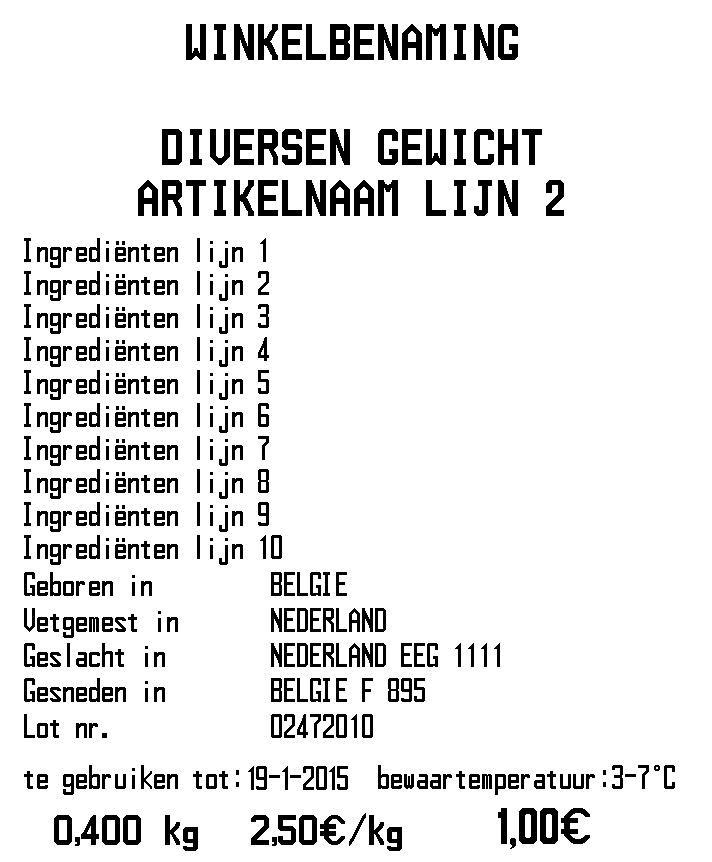 WINKELBENAMING
DIVERSEN GEWICHT
ARTIKELNAAM LIJN 2
Ingrediënten lijn 1
Ingrediënten lijn 2
Ingrediënten lijn 3
Ingrediënten lijn 4
Ingrediënten lijn 5
Ingrediënten lijn 6
Ingrediënten lijn 7
Ingrediënten lijn 8
Ingrediënten lijn 9
Ingrediënten lijn 10
Geboren in BELGIE
Vetgemest in NEDERLAND
Geslacht in NEDERLAND EEG 1111
Gesneden in BELGIE F 895
Lot nr. 02472010
te gebruiken tot:19-1-2015 bewaartemperatuur:3-7°C
0,400 kg 2,50€/kg 1,00€